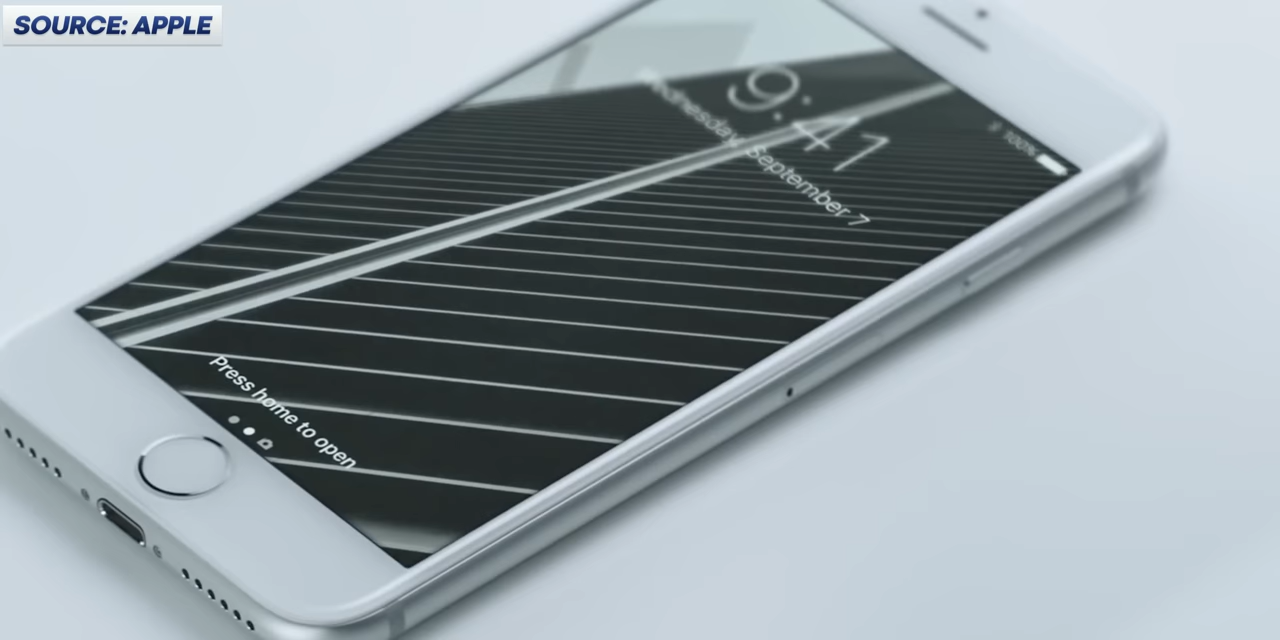 SOURCE: APPLE
9:41
Wednesday, September 7
100%
Press home to open